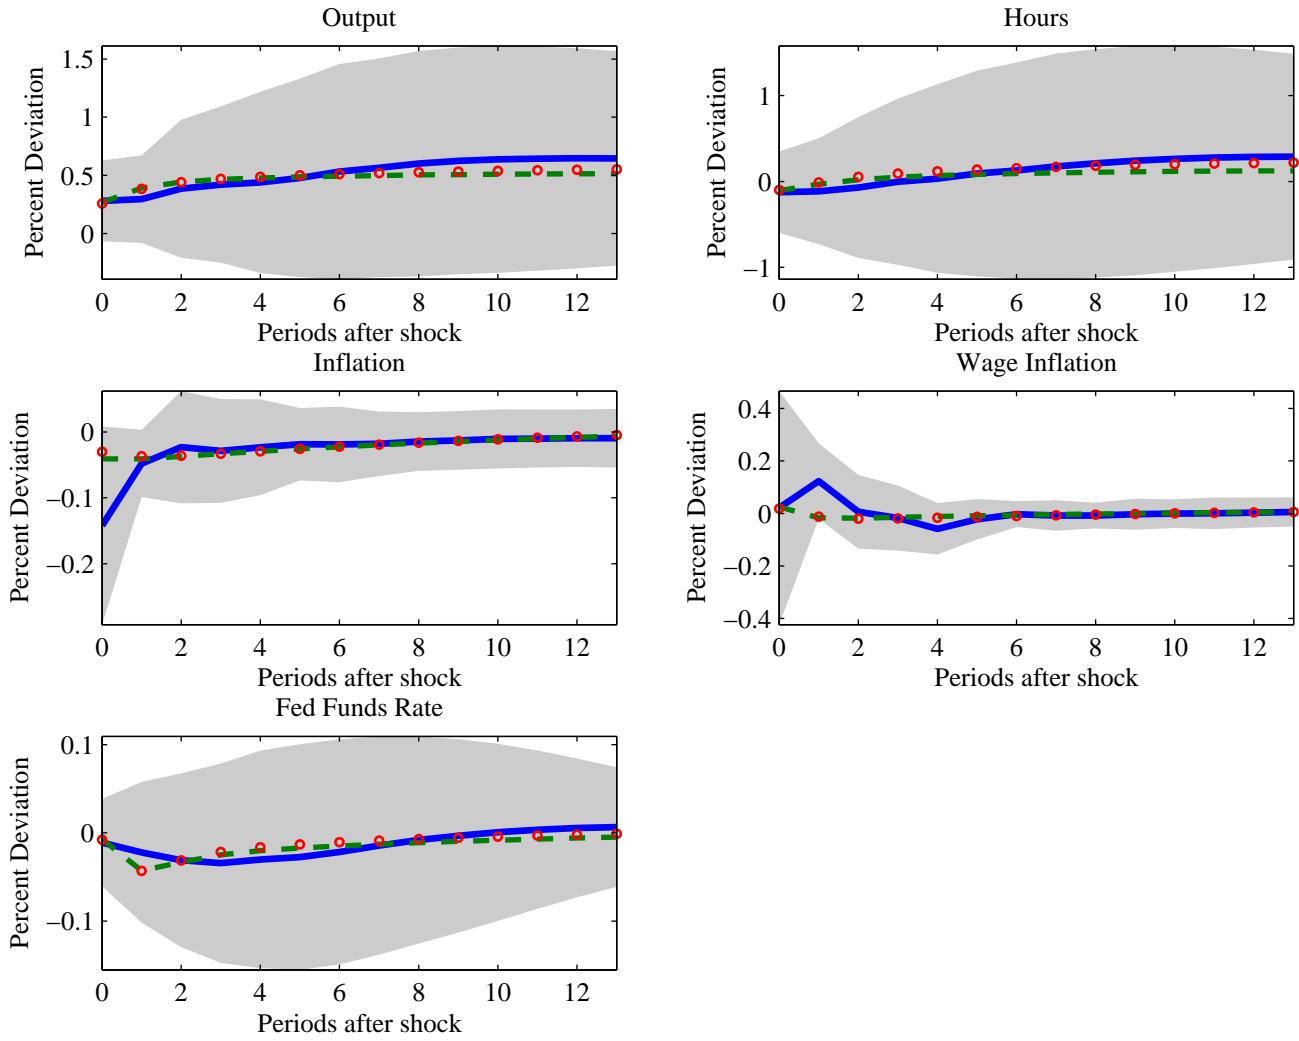 Output
Percent Deviation
1.5
1
0.5
0
0 2 4 6 8 10 12
Periods after shock
Hours
Percent Deviation
1
0
−1
0 2 4 6 8 10 12
Periods after shock
Inflation
Percent Deviation
0
−0.1
−0.2
0 2 4 6 8 10 12
Periods after shock
Wage Inflation
Percent Deviation
0.4
0.2
0
−0.2
−0.4
0 2 4 6 8 10 12
Periods after shock
Fed Funds Rate
Percent Deviation
0.1
0
−0.1
0 2 4 6 8 10 12
Periods after shock